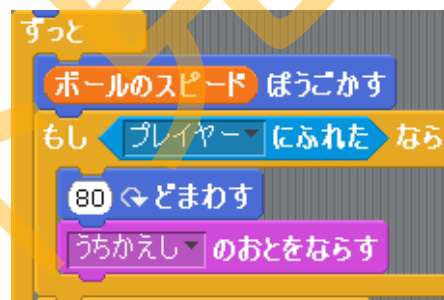 ずっと
ボールのスピード ぽうごかす
もし プレイヤー にふれた なら
80 どまわす
うちかえし のおとをならす